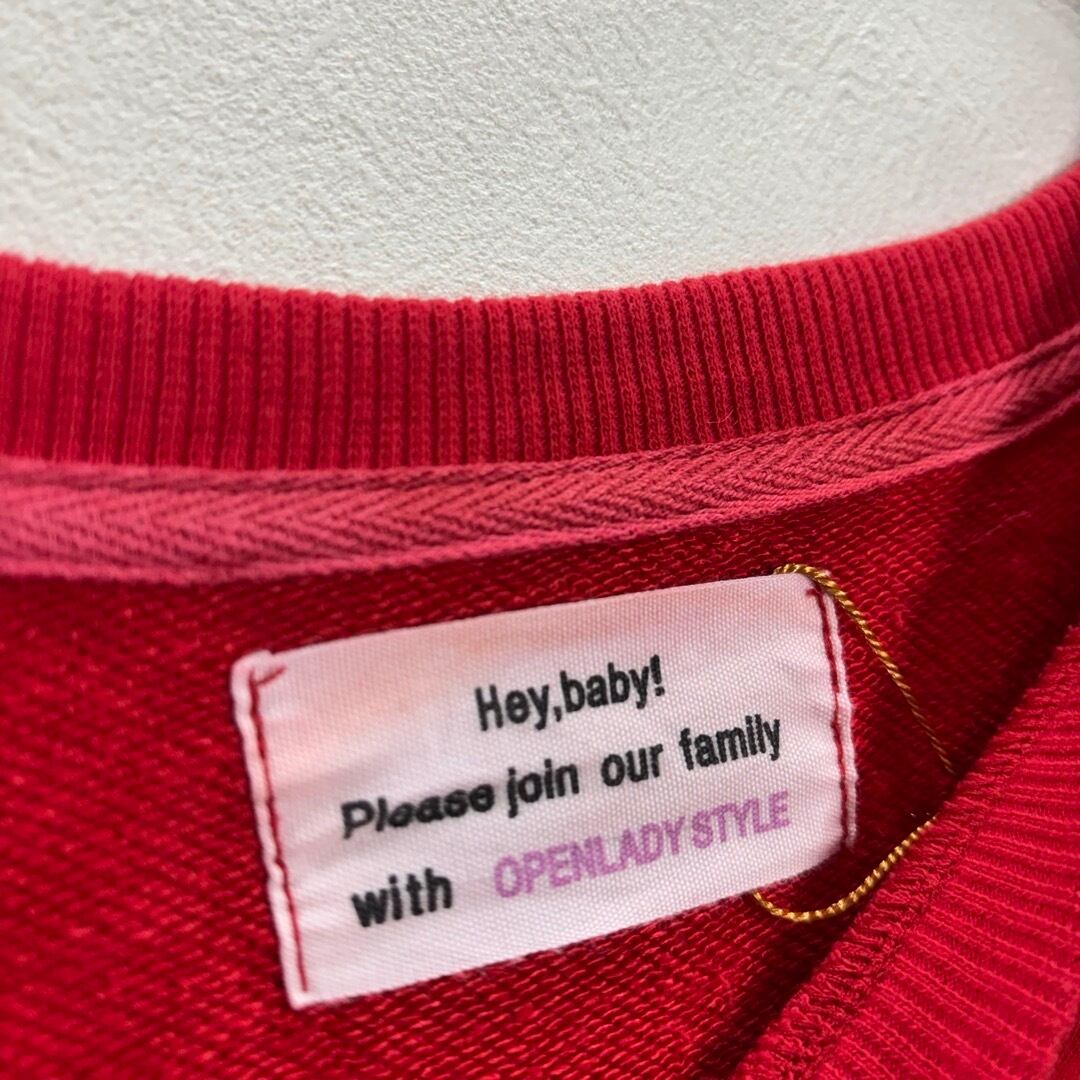 Hey,baby!
Please join our family
with OPENLADY STYLE